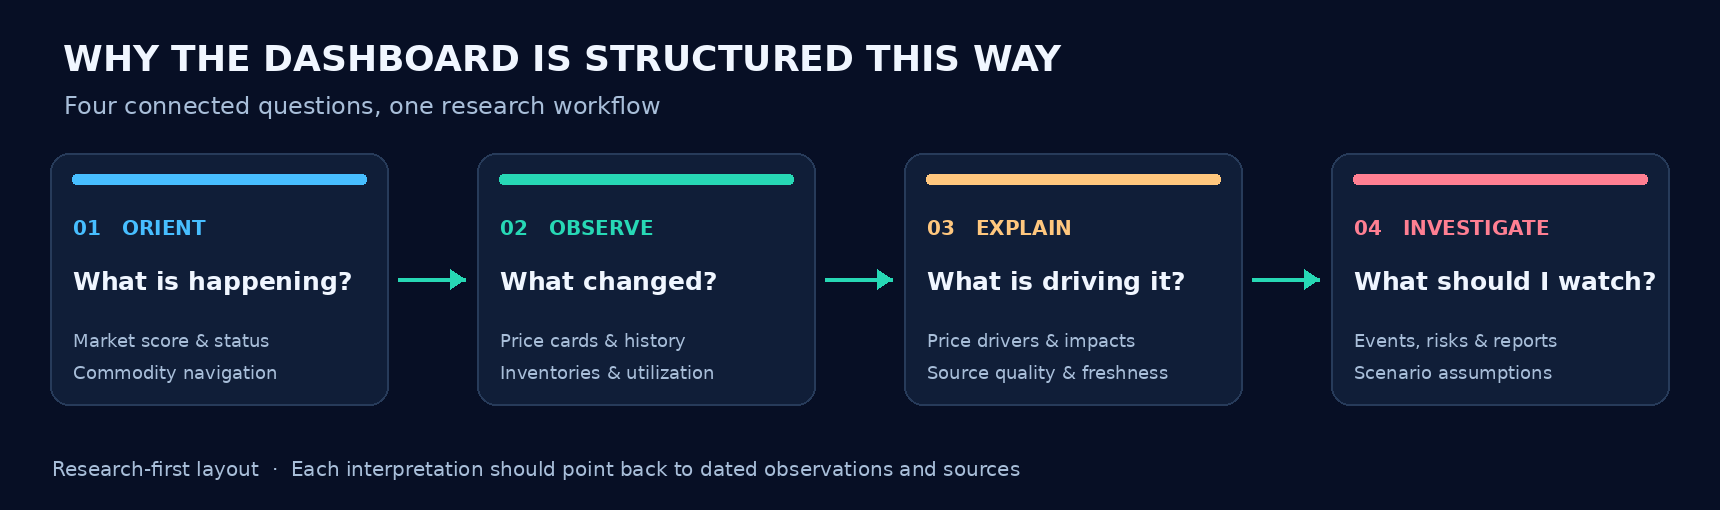 WHY THE DASHBOARD IS STRUCTURED THIS WAY
Four connected questions, one research workflow
01 ORIENT
What is happening?
Market score & status
Commodity navigation
02 OBSERVE
What changed?
Price cards & history
Inventories & utilization
03 EXPLAIN
What is driving it?
Price drivers & impacts
Source quality & freshness
04 INVESTIGATE
What should I watch?
Events, risks & reports
Scenario assumptions
Research-first layout · Each interpretation should point back to dated observations and sources